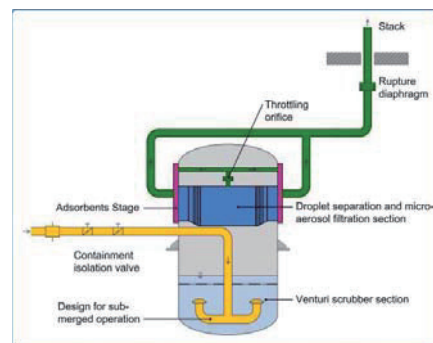 Stack
Rupture
diaphragm
Throttling
orifice
Adsorbents Stage
Droplet separation and micro-
aerosol filtration section
Containment
isolation valve
Design for sub-
merged operation
Venturi scrubber section